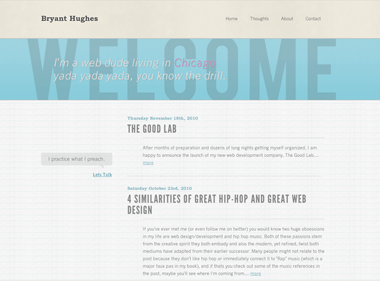 Bryant Hughes
Home Thoughts About Contact
WELCOME
I'm a web dude living in Chicago
yada yada yada, you know the drill.
Thursday November 18th, 2010
THE GOOD LAB
After months of preparation and dozens of long nights getting myself organized, I am
happy to announce the launch of my new web development company, The Good Lab...
more
I practice what I preach.
Lets Talk
Saturday October 23rd, 2010
4 SIMILARITIES OF GREAT HIP-HOP AND GREAT WEB
DESIGN
If you've ever met me (or even follow me on twitter) you would know two huge obsessions
in my life are web design/development and hip hop music. Both of these passions stem
from the creative spirit they both embody and also the modern, yet refined, twist both
mediums have adapted from their earlier successors. Many people might not relate to this
post because they don't like hip hop or immediately connect it to "Rap" music (which is a
major faux pas in my book), and if thats you check out some of the music references in
the post, maybe you'll see where I'm coming from... more